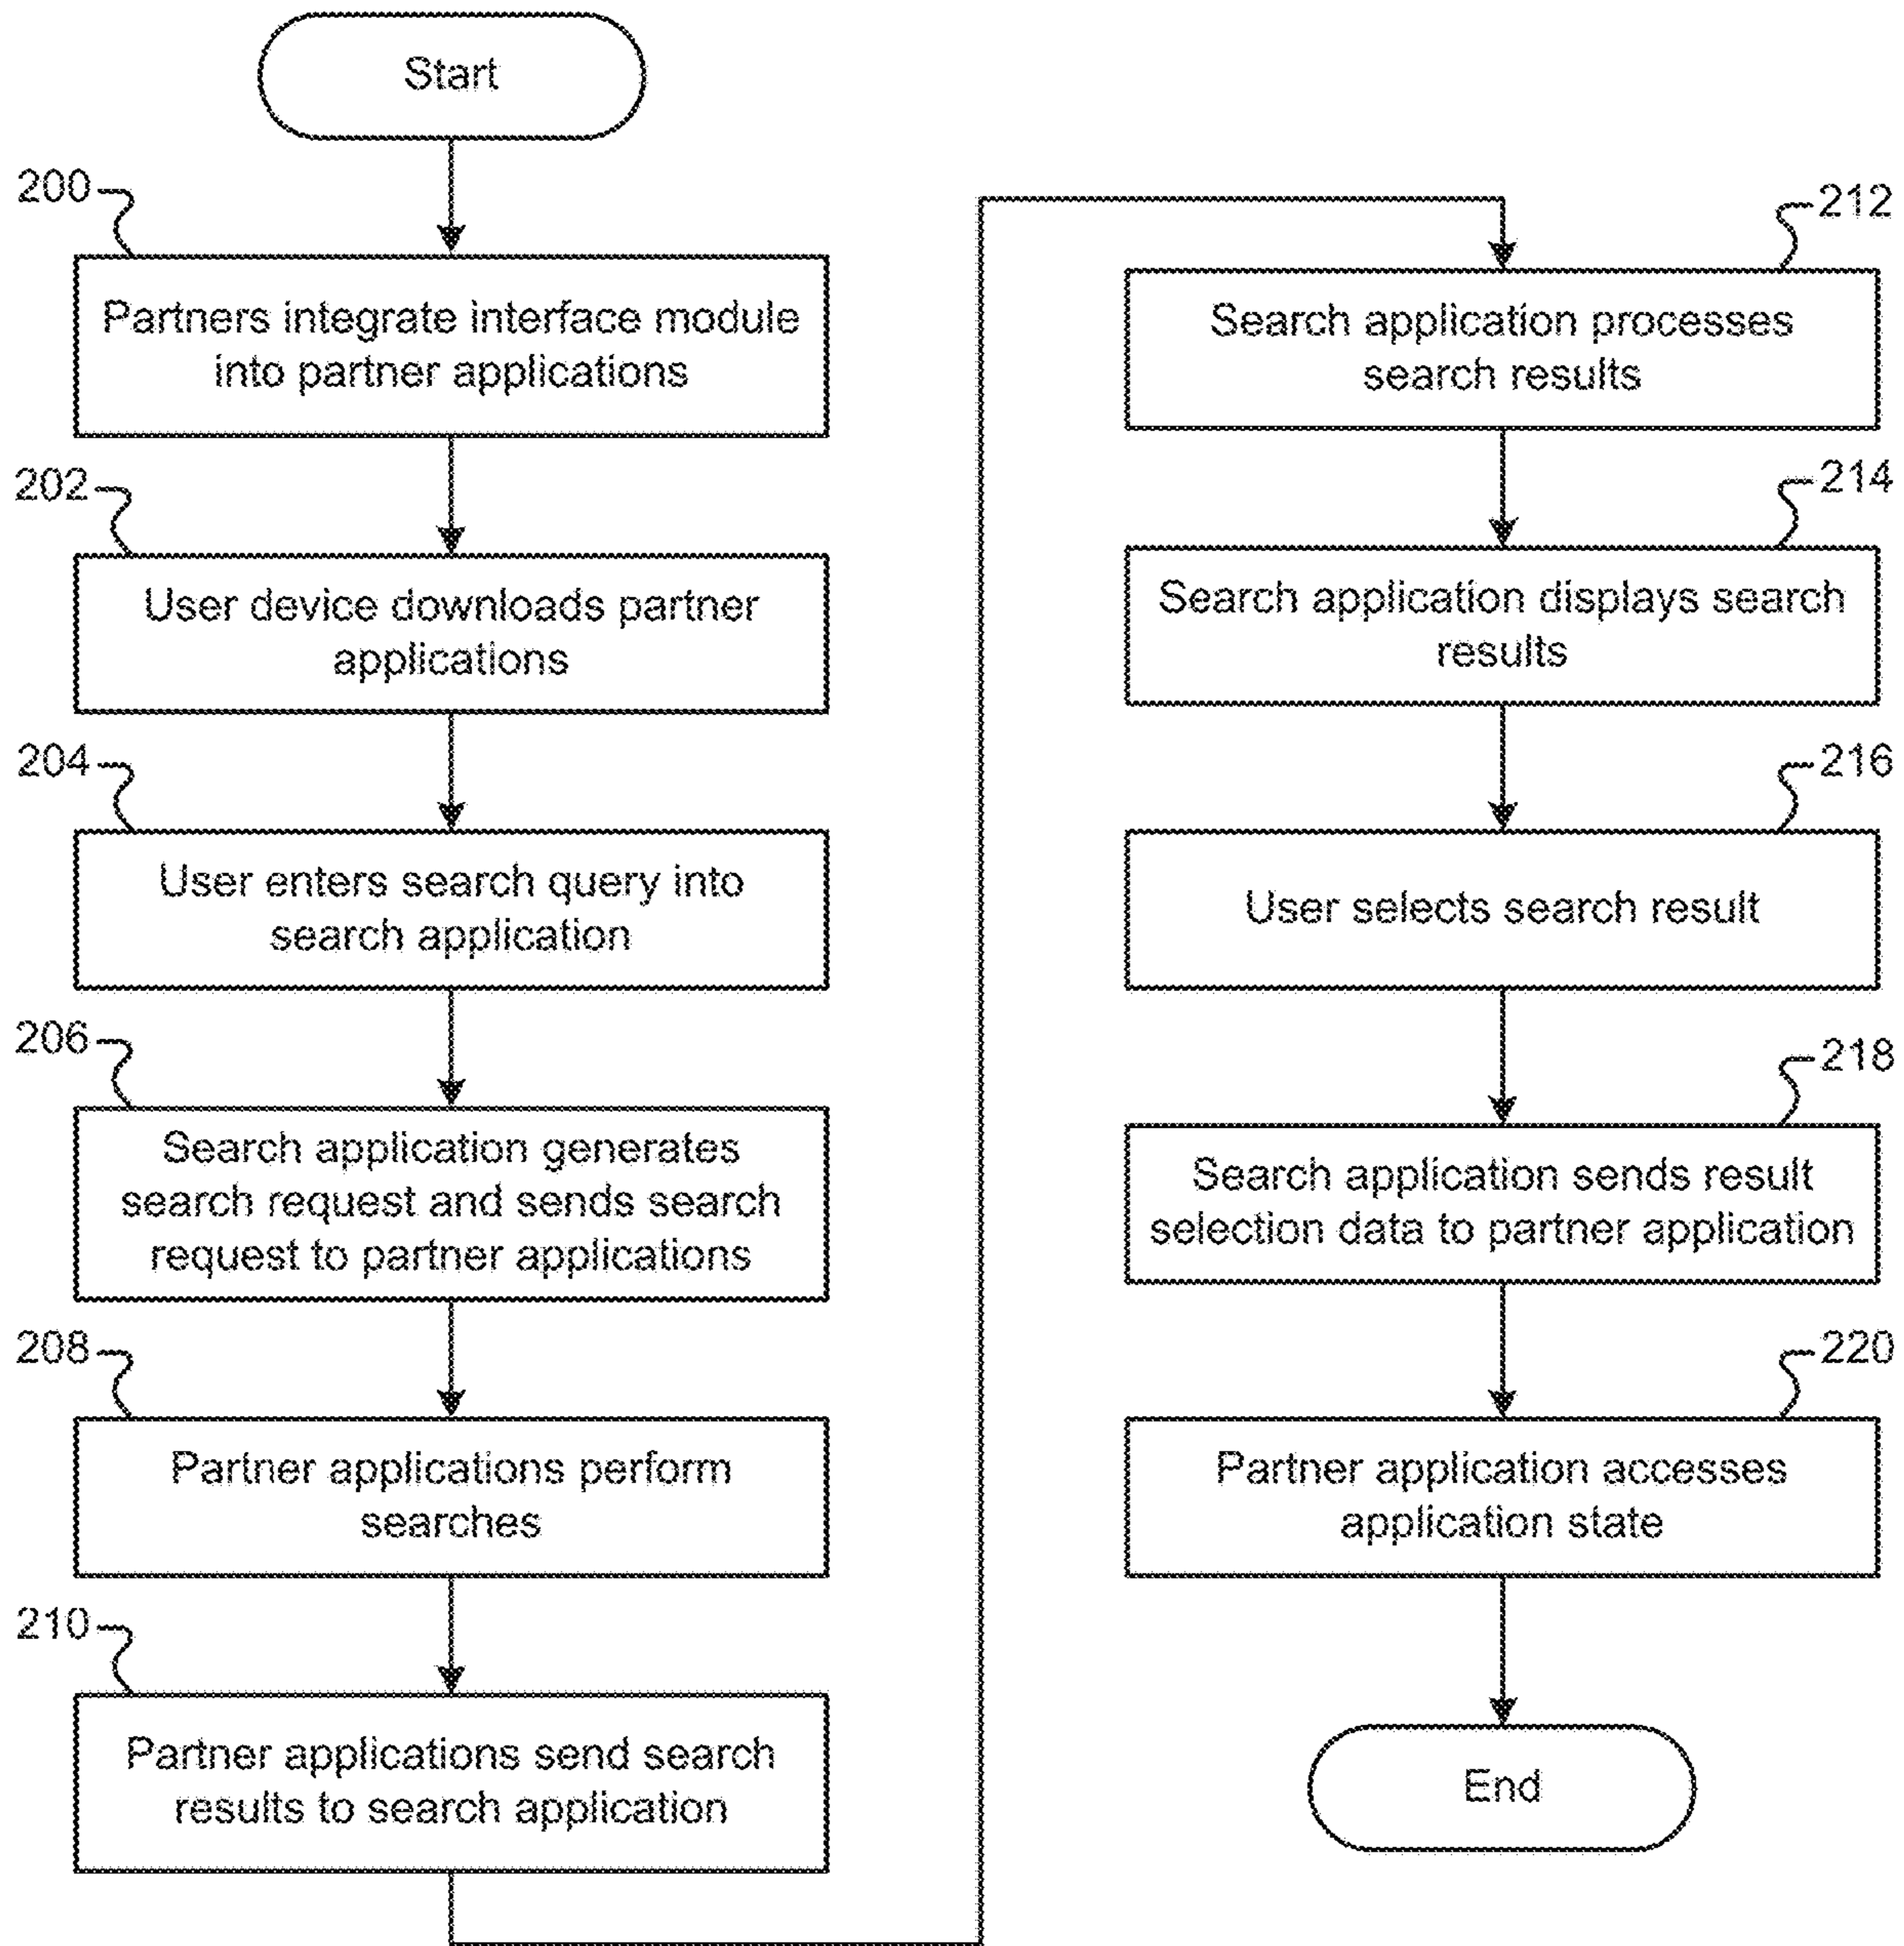 Start
200
Partners integrate interface module
into partner applications
202
User device downloads partner
applications
204
User enters search query into
search application
206
Search application generates
search request and sends search
request to partner applications
208
Partner applications perform
searches
210
Partner applications send search
results to search application
212
Search application processes
search results
214
Search application displays search
results
216
User selects search result
218
Search application sends result
selection data to partner application
220
Partner application accesses
application state
End